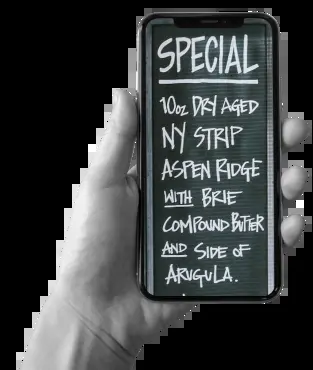 SPECIAL
10oz DRY AGED
NY STRIP
ASPEN RIDGE
WITH BRIE
COMPOUND BUTTER
AND SIDE OF
ARUGULA.